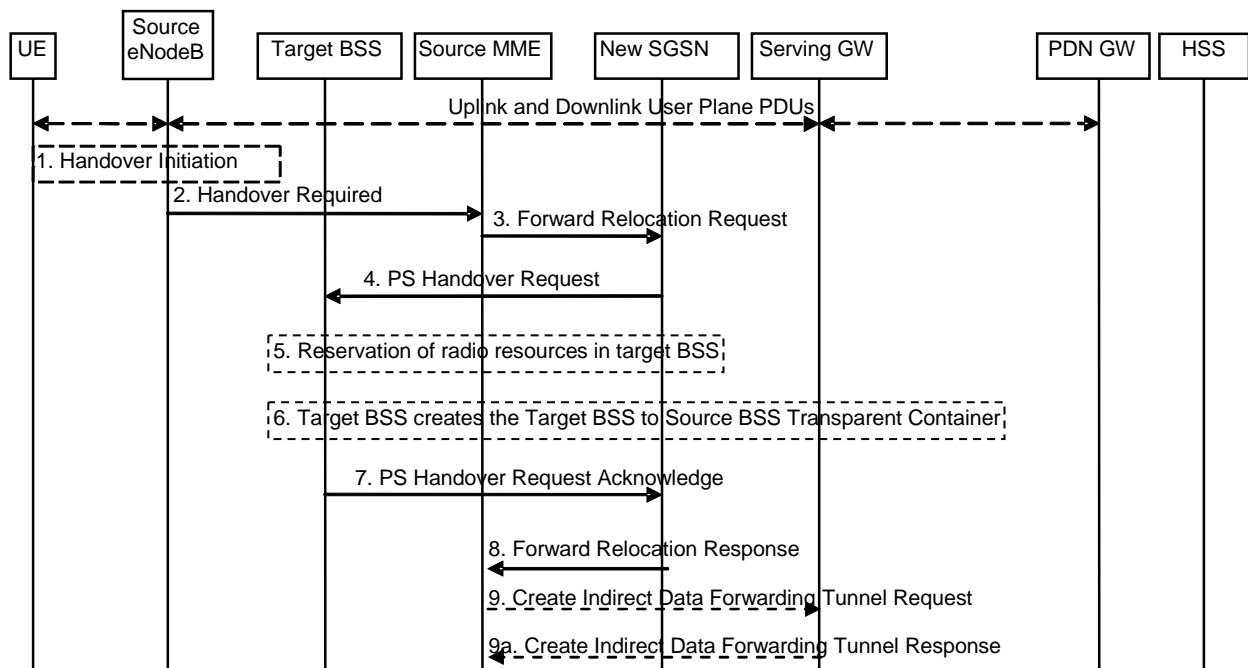 UE
Source
eNodeB
Target BSS
Source MME
New SGSN
Serving GW
PDN GW
HSS
Uplink and Downlink User Plane PDUs
1. Handover Initiation
2. Handover Required
3. Forward Relocation Request
4. PS Handover Request
5. Reservation of radio resources in target BSS
6. Target BSS creates the Target BSS to Source BSS Transparent Container
7. PS Handover Request Acknowledge
8. Forward Relocation Response
9. Create Indirect Data Forwarding Tunnel Request
9a. Create Indirect Data Forwarding Tunnel Response